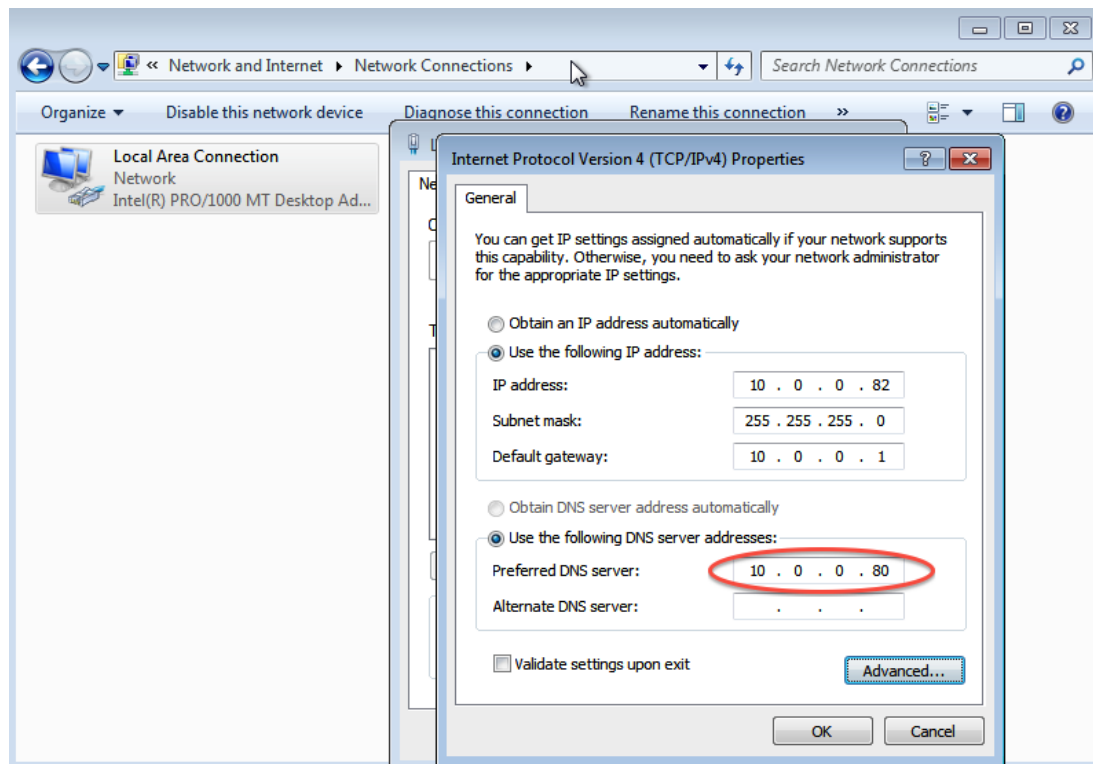 « Network and Internet Network Connections
Search Network Connections
Organize Disable this network device Diagnose this connection Rename this connection »
Local Area Connection
Network
Intel(R) PRO/1000 MT Desktop Ad...
Internet Protocol Version 4 (TCP/IPv4) Properties
General
You can get IP settings assigned automatically if your network supports
this capability. Otherwise, you need to ask your network administrator
for the appropriate IP settings.
Obtain an IP address automatically
Use the following IP address:
IP address: 10 . 0 . 0 . 82
Subnet mask: 255 . 255 . 255 . 0
Default gateway: 10 . 0 . 0 . 1
Obtain DNS server address automatically
Use the following DNS server addresses:
Preferred DNS server: 10 . 0 . 0 . 80
Alternate DNS server: . . .
Validate settings upon exit
Advanced...
OK Cancel